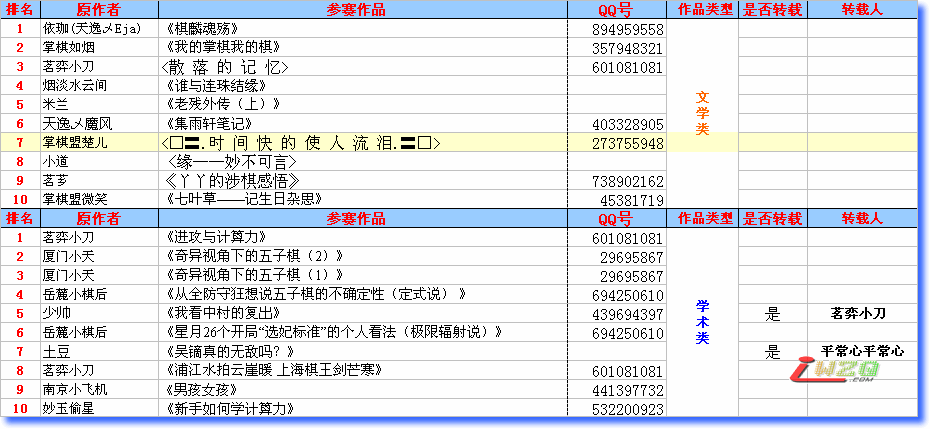 排名 原作者 参赛作品 QQ号 作品类型 是否转载 转载人
1 依珈(天逸乄Eja) 《棋麟魂殇》 894959558
2 掌棋如烟 《我的掌棋我的棋》 357948321
3 茗弈小刀 <散 落 的 记 忆> 601081081
4 烟淡水云间 《谁与连珠结缘》
5 米兰 《老残外传（上）》
文学类
6 天逸乄魔风 《集雨轩笔记》 403328905
7 掌棋盟楚儿 <□〓.时 间 快 的 使 人 流 泪.〓□> 273755948
8 小道 <缘一一妙不可言>
9 茗芗 《丫丫的涉棋感悟》 738902162
10 掌棋盟微笑 《七叶草——记生日杂思》 45381719
排名 原作者 参赛作品 QQ号 作品类型 是否转载 转载人
1 茗弈小刀 《进攻与计算力》 601081081
2 厦门小天 《奇异视角下的五子棋（2）》 29695867
3 厦门小天 《奇异视角下的五子棋（1）》 29695867
4 岳麓小棋后 《从全防守狂想说五子棋的不确定性（定式说） 》 694250610
5 少帅 《我看中村的复出》 439694397 学术类 是 茗弈小刀
6 岳麓小棋后 《星月26个开局“选妃标准”的个人看法（极限辐射说）》 694250610
7 土豆 《吴镝真的无敌吗？》 是 平常心平常心
8 茗弈小刀 《浦江水拍云崖暖 上海棋王剑芒寒》 601081081
9 南京小飞机 《男孩女孩》 441397732
10 妙玉偷星 《新手如何学计算力》 532200923
iWZQ.COM